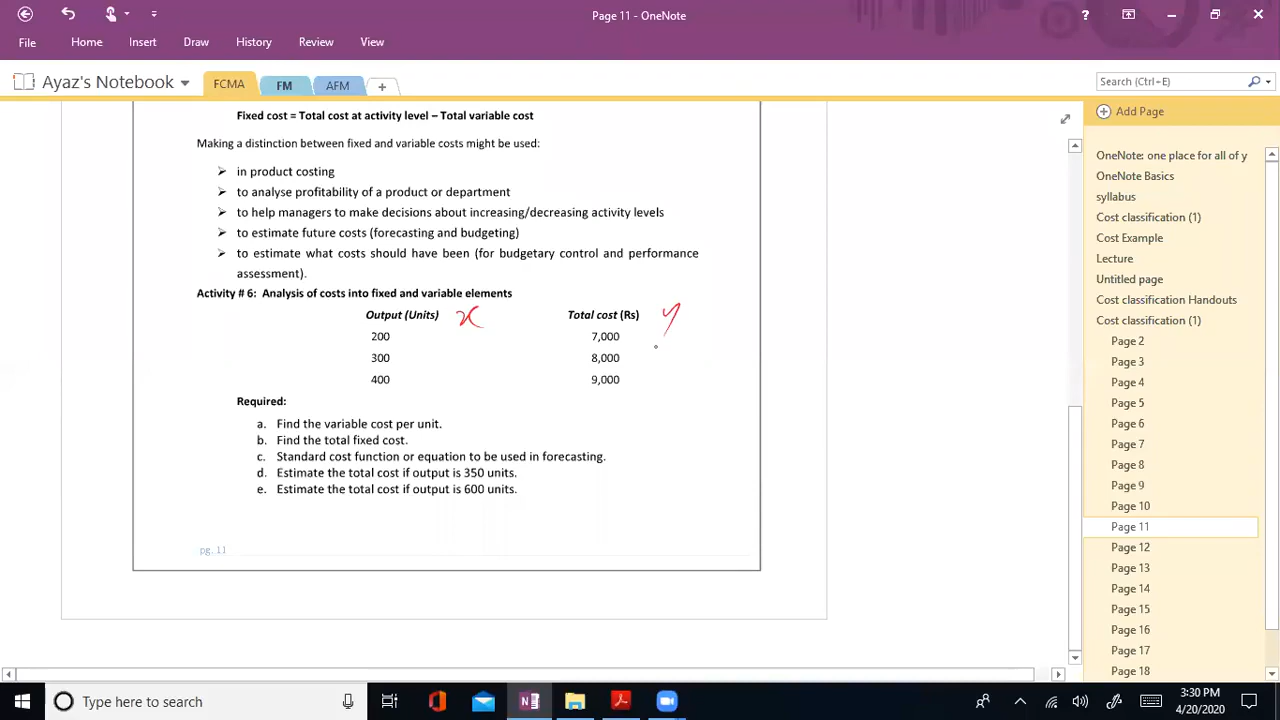 Page 11 - OneNote
?
File Home Insert Draw History Review View
Ayaz's Notebook FCMA FM AFM +
Search (Ctrl+E)
Fixed cost = Total cost at activity level – Total variable cost
Making a distinction between fixed and variable costs might be used:
➢ in product costing
➢ to analyse profitability of a product or department
➢ to help managers to make decisions about increasing/decreasing activity levels
➢ to estimate future costs (forecasting and budgeting)
➢ to estimate what costs should have been (for budgetary control and performance
assessment).
Activity # 6: Analysis of costs into fixed and variable elements
Output (Units) x Total cost (Rs) y
200 7,000
300 8,000
400 9,000
Required:
a. Find the variable cost per unit.
b. Find the total fixed cost.
c. Standard cost function or equation to be used in forecasting.
d. Estimate the total cost if output is 350 units.
e. Estimate the total cost if output is 600 units.
pg. 11
Add Page
OneNote: one place for all of y
OneNote Basics
syllabus
Cost classification (1)
Cost Example
Lecture
Untitled page
Cost classification Handouts
Cost classification (1)
Page 2
Page 3
Page 4
Page 5
Page 6
Page 7
Page 8
Page 9
Page 10
Page 11
Page 12
Page 13
Page 14
Page 15
Page 16
Page 17
Page 18
Type here to search
3:30 PM
4/20/2020